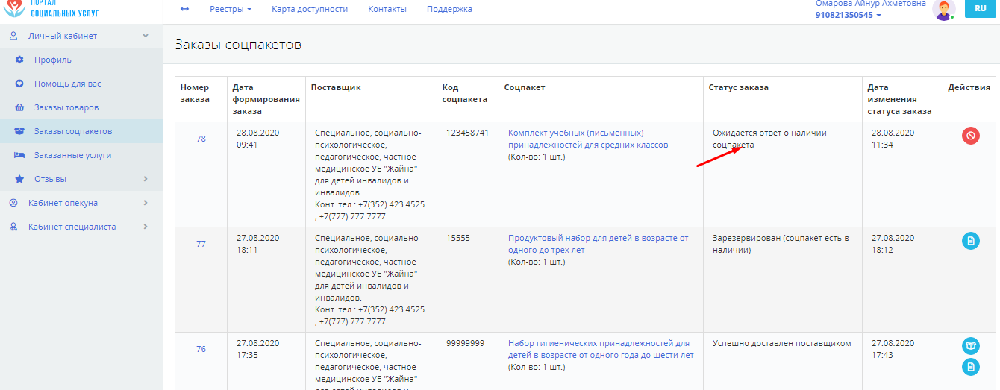 ПОРТАЛ
СОЦИАЛЬНЫХ УСЛУГ
Реестры
Карта доступности
Контакты
Поддержка
Омарова Айнур Ахметовна
910821350545
RU
Личный кабинет
Профиль
Помощь для вас
Заказы товаров
Заказы соцпакетов
Заказанные услуги
Отзывы
Кабинет опекуна
Кабинет специалиста
Заказы соцпакетов
Номер
заказа
Дата
формирования
заказа
Поставщик
Код
соцпакета
Соцпакет
Статус заказа
Дата
изменения
статуса заказа
Действия
78
28.08.2020
09:41
Специальное, социально-
психологическое,
педагогическое, частное
медицинское УЕ "Жайна"
для детей инвалидов и
инвалидов.
Конт. тел.: +7(352) 423 4525
, +7(777) 777 7777
123458741
Комплект учебных (письменных)
принадлежностей для средних классов
(Кол-во: 1 шт.)
Ожидается ответ о наличии
соцпакета
28.08.2020
11:34
77
27.08.2020
18:11
Специальное, социально-
психологическое,
педагогическое, частное
медицинское УЕ "Жайна"
для детей инвалидов и
инвалидов.
Конт. тел.: +7(352) 423 4525
, +7(777) 777 7777
15555
Продуктовый набор для детей в возрасте от
одного до трех лет
(Кол-во: 1 шт.)
Зарезервирован (соцпакет есть в
наличии)
27.08.2020
18:12
76
27.08.2020
17:35
Специальное, социально-
психологическое,
педагогическое, частное
медицинское УЕ "Жайна"
для детей инвалидов и
99999999
Набор гигиенических принадлежностей для
детей в возрасте от одного года до шести лет
(Кол-во: 1 шт.)
Успешно доставлен поставщиком
27.08.2020
17:43